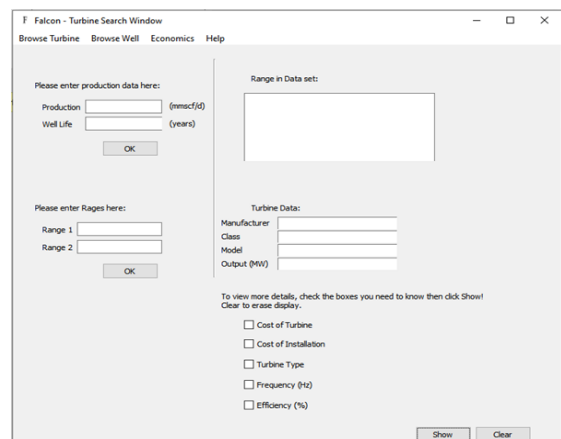 F Falcon - Turbine Search Window
Browse Turbine Browse Well Economics Help
Please enter production data here:
Production (mmscf/d)
Well Life (years)
OK
Please enter Rages here:
Range 1
Range 2
OK
Range in Data set:
Turbine Data:
Manufacturer
Class
Model
Output (MW)
To view more details, check the boxes you need to know then click Show!
Clear to erase display.
Cost of Turbine
Cost of Installation
Turbine Type
Frequency (Hz)
Efficiency (%)
Show Clear